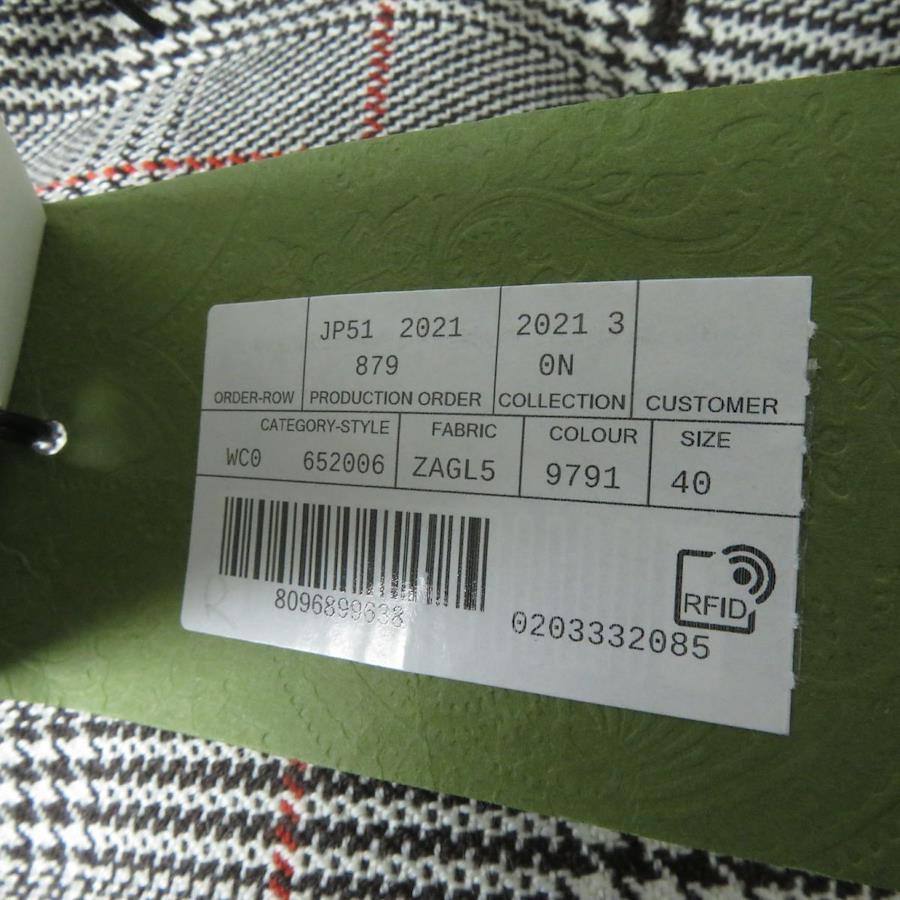 JP51 2021
879
2021 3
0N
ORDER-ROW
PRODUCTION ORDER
COLLECTION
CUSTOMER
CATEGORY-STYLE
WC0 652006
FABRIC
ZAGL5
COLOUR
9791
SIZE
40
8096899638
0203332085
RFID